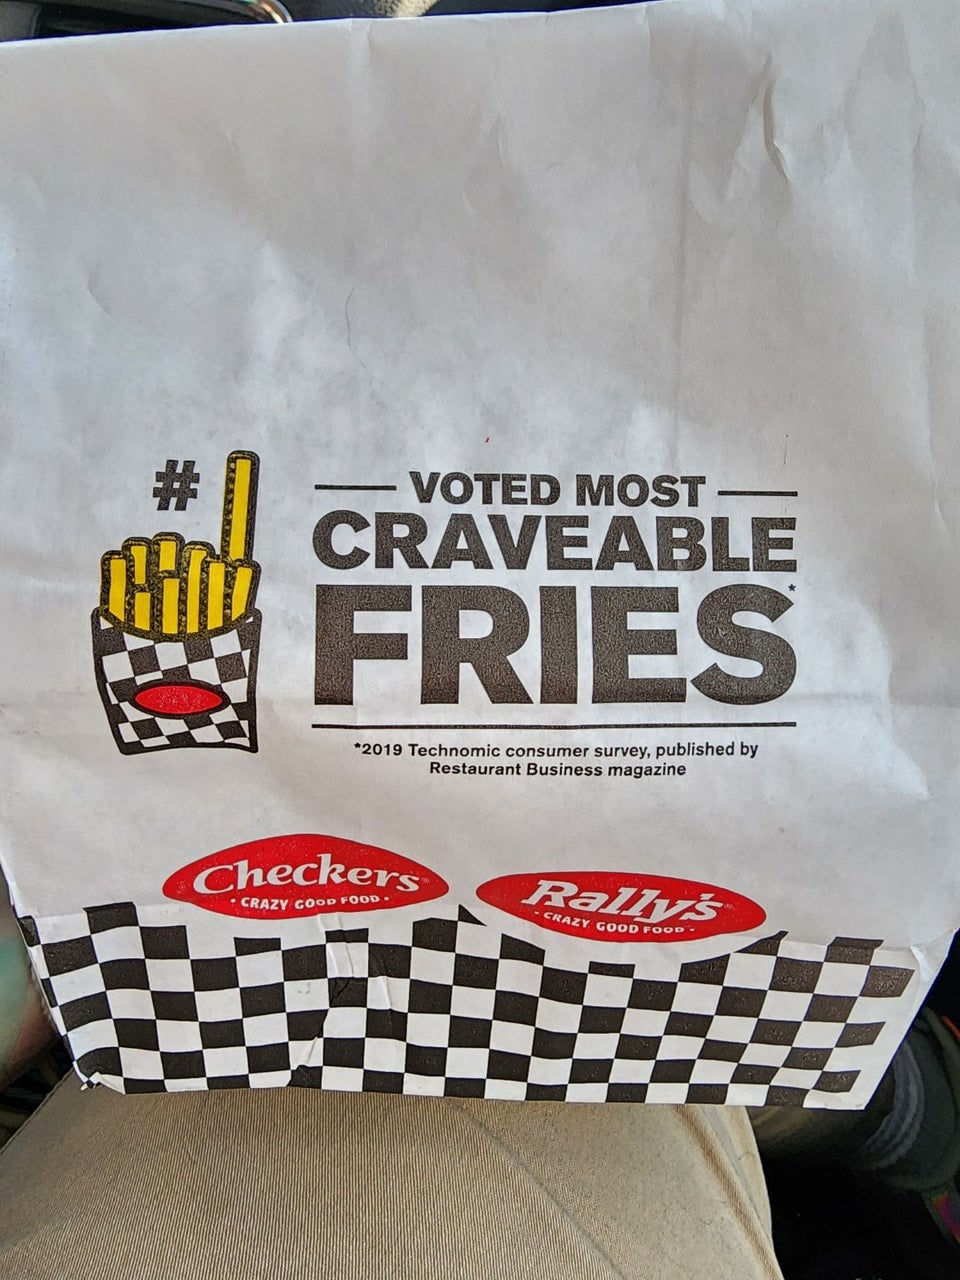 #
VOTED MOST
CRAVEABLE
FRIES*
*2019 Technomic consumer survey, published by
Restaurant Business magazine
Checkers
• CRAZY GOOD FOOD •
Rally's
• CRAZY GOOD FOOD •